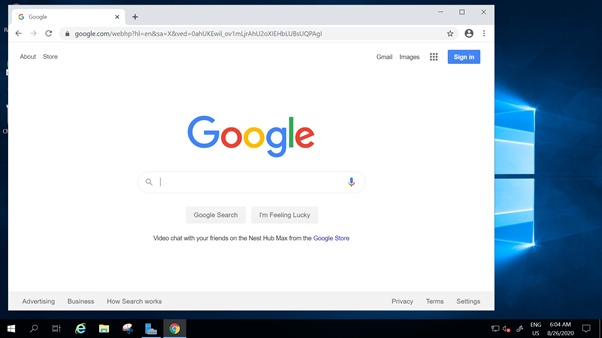 Google
google.com/webhp?hl=en&sa=X&ved=0ahUKEwil_ov1mLjrAhU2oXIEHbLUBsUQPAgI
About Store Gmail Images Sign in
Google
Google Search I'm Feeling Lucky
Video chat with your friends on the Nest Hub Max from the Google Store
Advertising Business How Search works Privacy Terms Settings
ENG 6:04 AM
US 8/26/2020